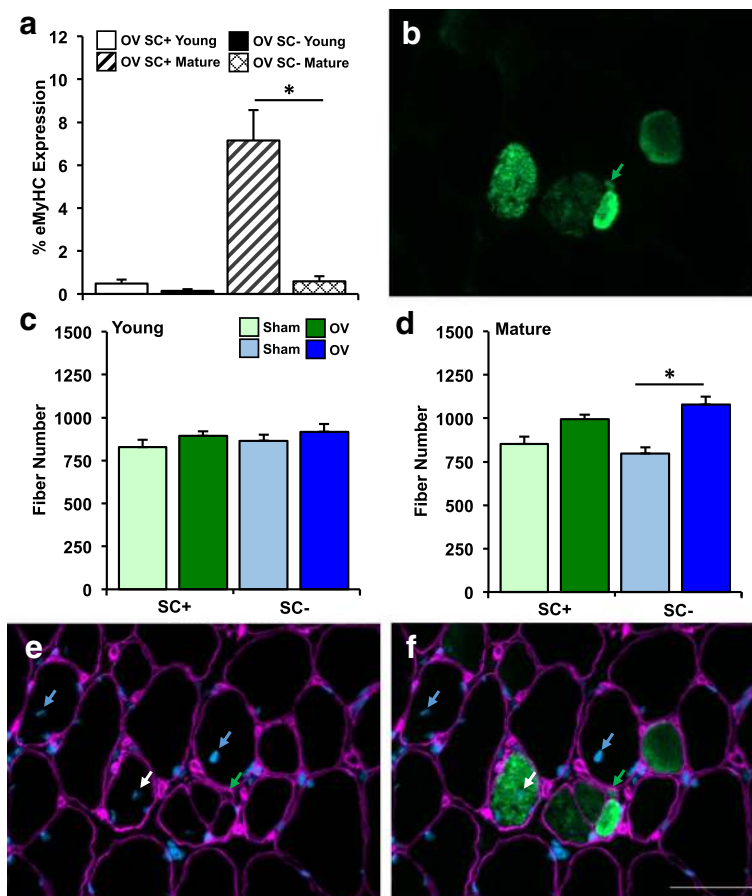 a
OV SC+ Young
OV SC- Young
OV SC+ Mature
OV SC- Mature
% eMyHC Expression
12
10
8
6
4
2
0
*
b
c
Young
Sham
OV
Sham
OV
Fiber Number
1500
1250
1000
750
500
250
0
SC+
SC-
d
Mature
Fiber Number
1500
1250
1000
750
500
250
0
*
SC+
SC-
e
f